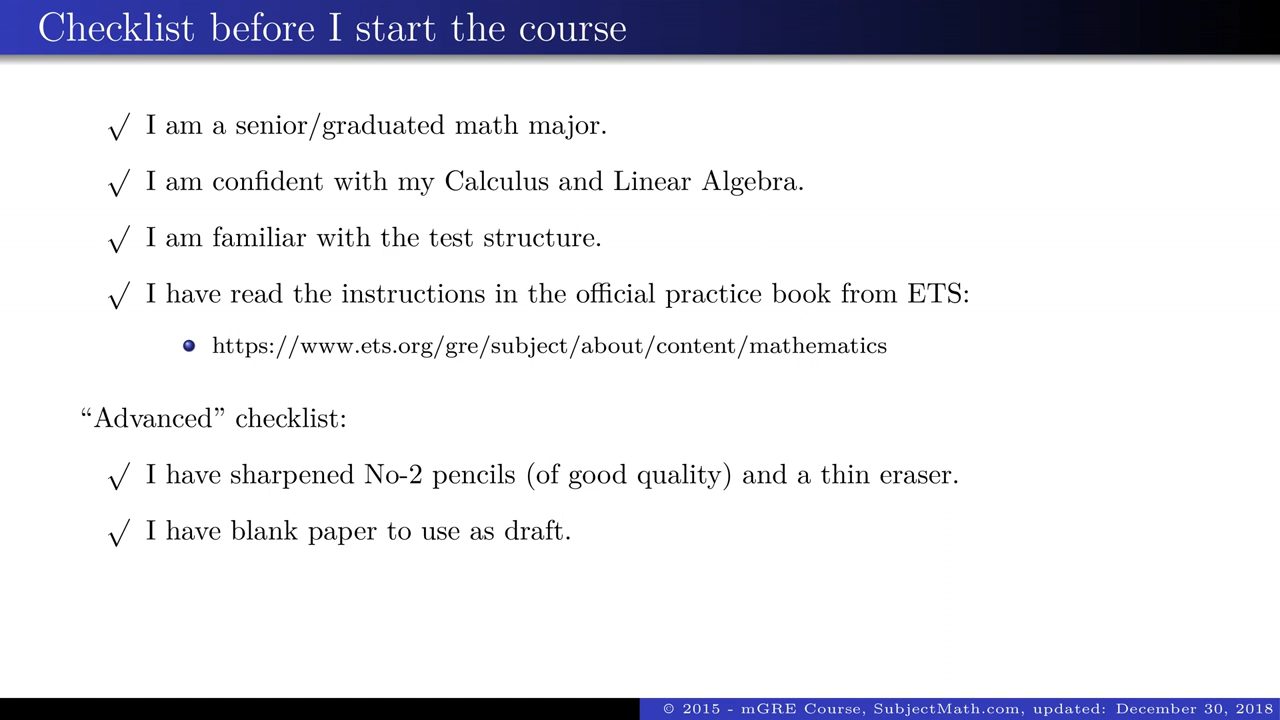 Checklist before I start the course
√ I am a senior/graduated math major.
√ I am confident with my Calculus and Linear Algebra.
√ I am familiar with the test structure.
√ I have read the instructions in the official practice book from ETS:
https://www.ets.org/gre/subject/about/content/mathematics
“Advanced” checklist:
√ I have sharpened No-2 pencils (of good quality) and a thin eraser.
√ I have blank paper to use as draft.
© 2015 - mGRE Course, SubjectMath.com, updated: December 30, 2018